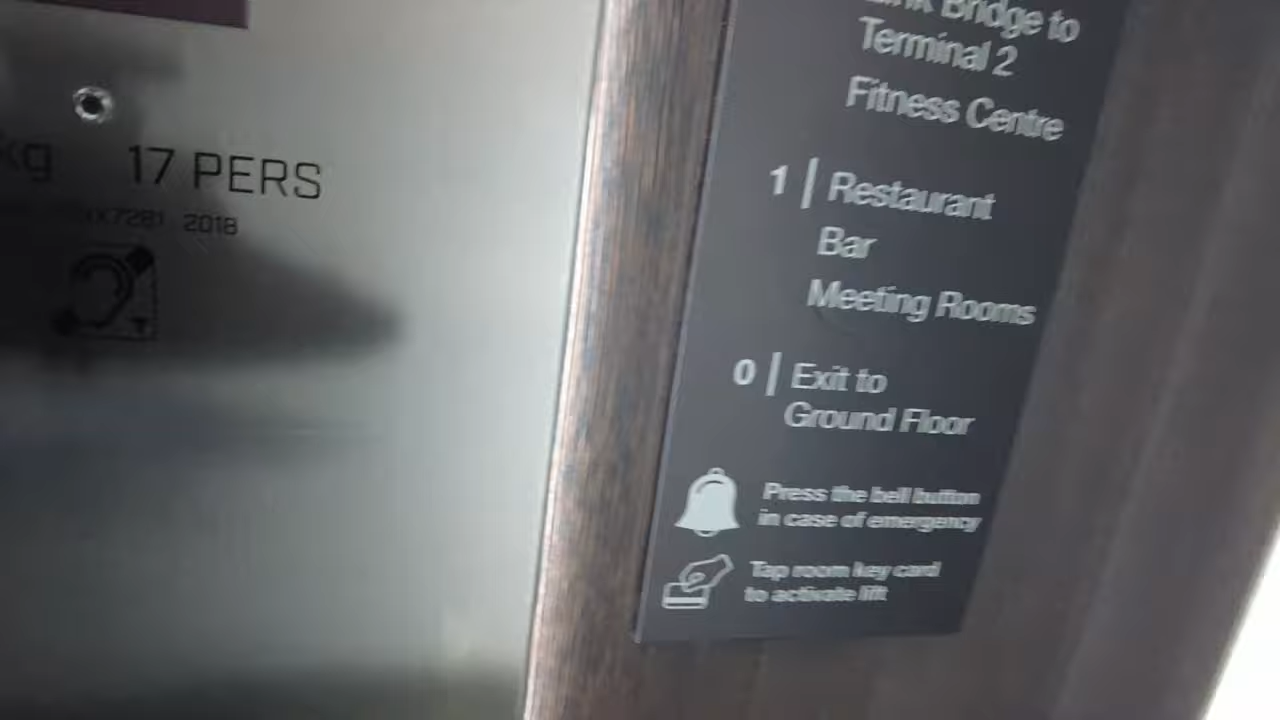 kg 17 PERS
2018
T
Bridge to
Terminal 2
Fitness Centre
1 | Restaurant
Bar
Meeting Rooms
0 | Exit to
Ground Floor
Press the bell button
in case of emergency
Tap room key card
to activate lift